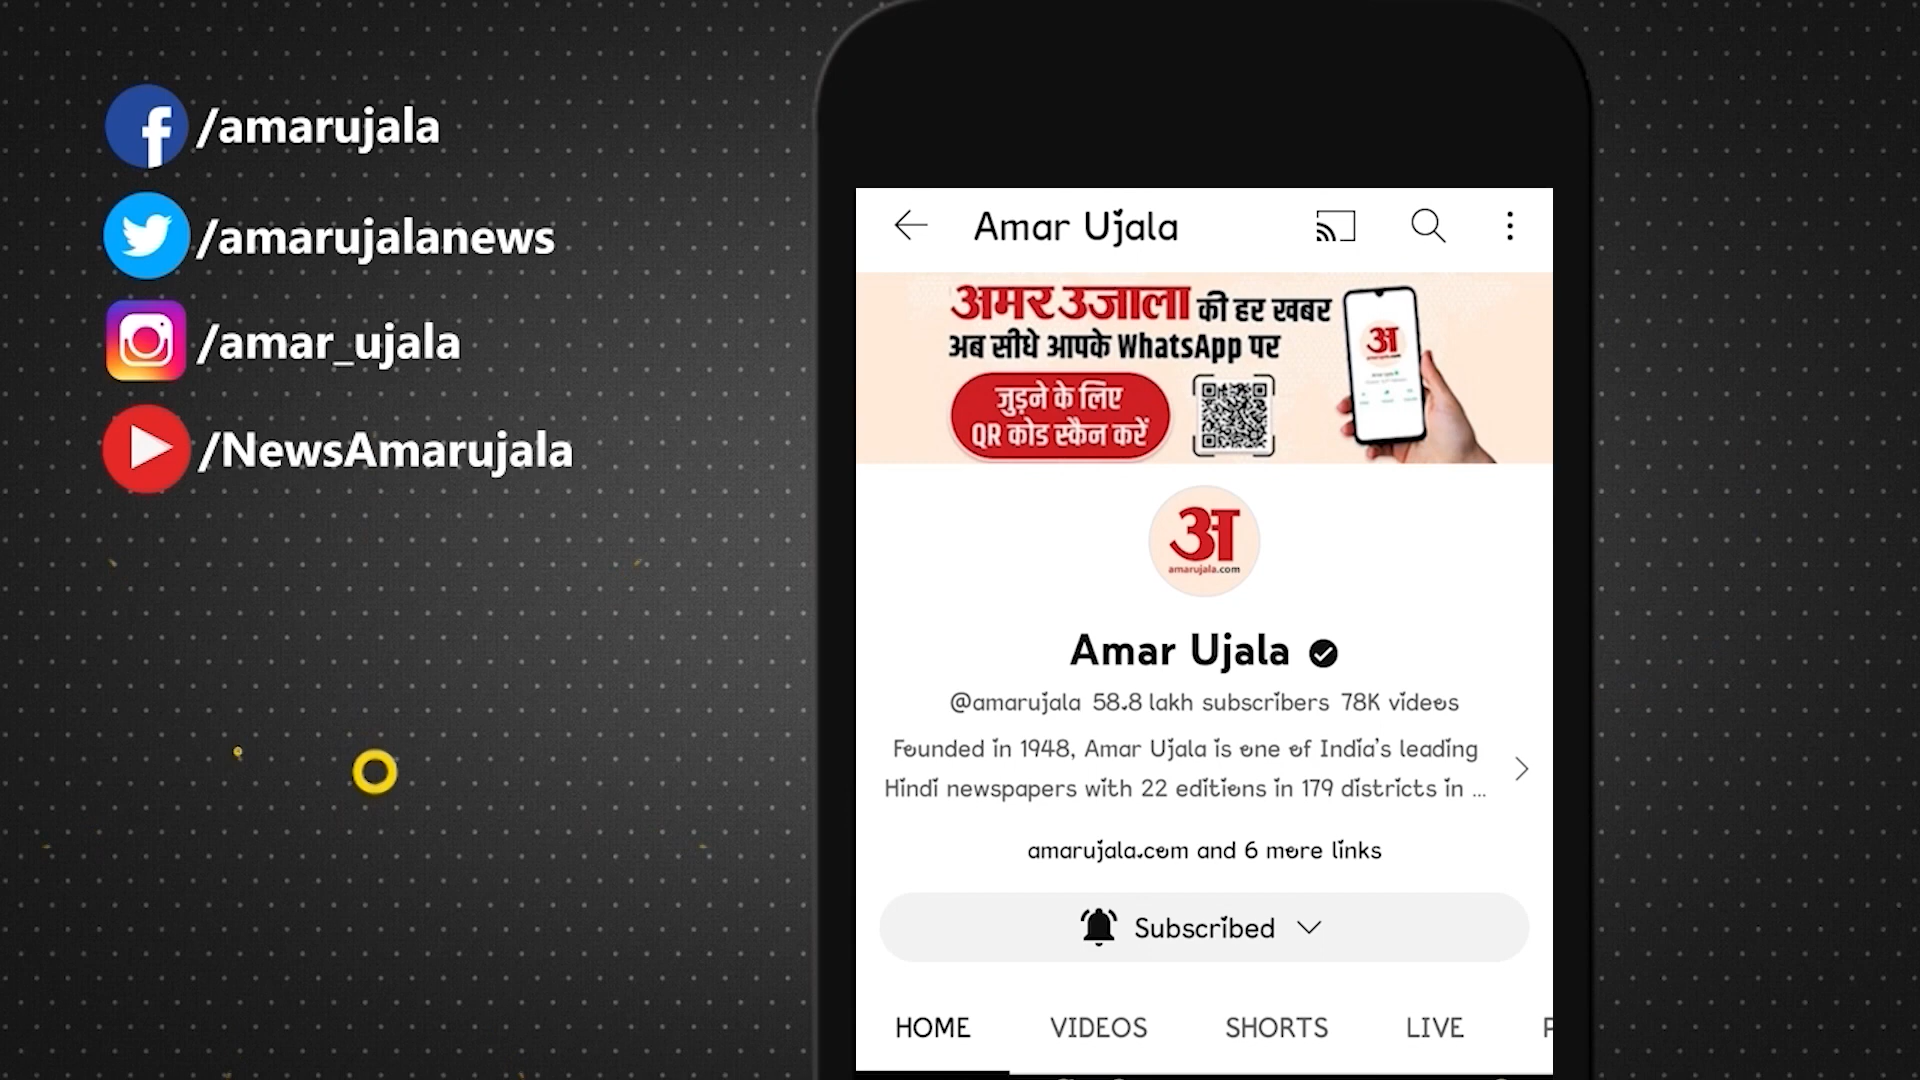 /amarujala
/amarujalanews
/amar_ujala
/NewsAmarujala
Amar Ujala
अमर उजाला की हर खबर
अब सीधे आपके WhatsApp पर
जुड़ने के लिए
QR कोड स्कैन करें
अ
अ
amarujala.com
Amar Ujala
@amarujala 58.8 lakh subscribers 78K videos
Founded in 1948, Amar Ujala is one of India's leading
Hindi newspapers with 22 editions in 179 districts in ...
amarujala.com and 6 more links
Subscribed
HOME VIDEOS SHORTS LIVE